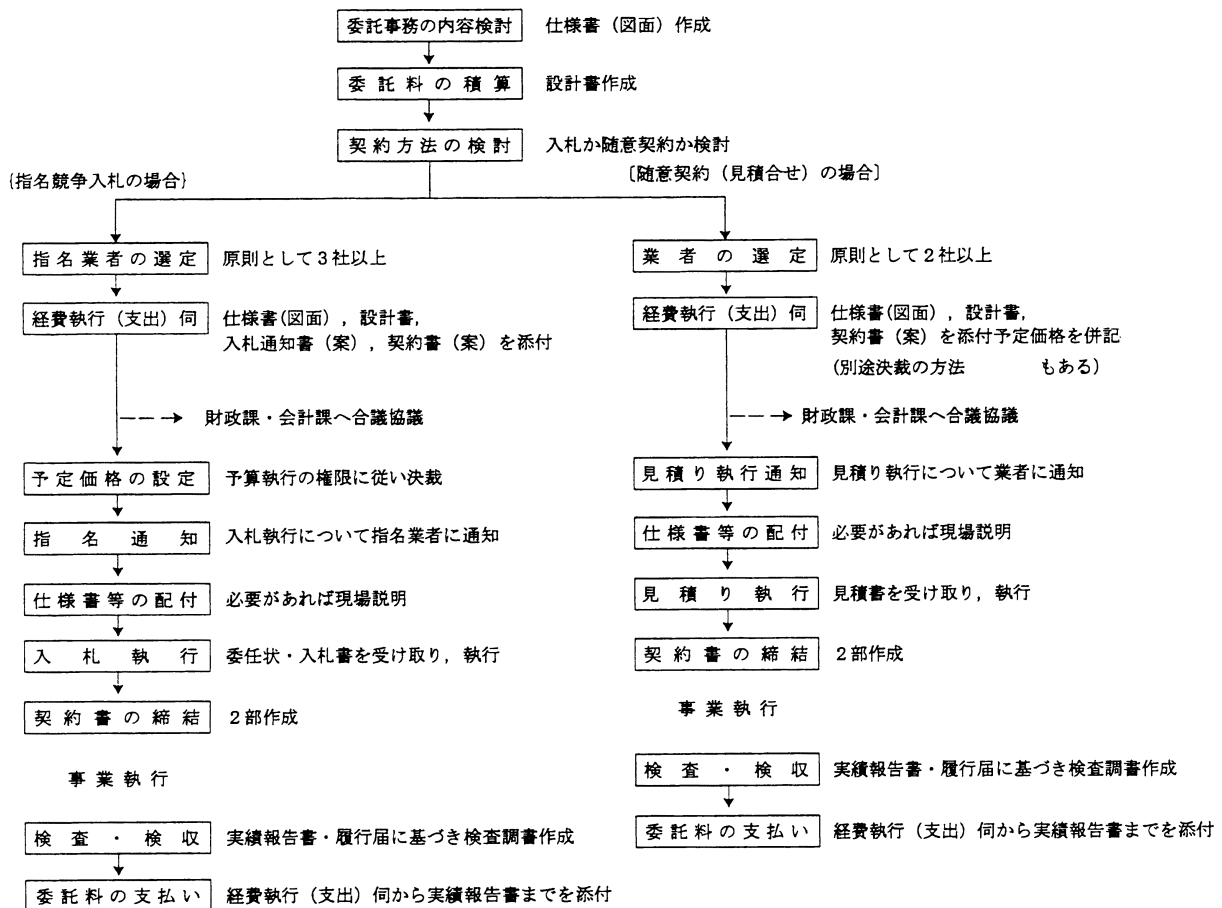 委託事務の内容検討 仕様書（図面）作成
委託料の積算 設計書作成
契約方法の検討 入札か随意契約か検討
{指名競争入札の場合}
指名業者の選定 原則として３社以上
経費執行（支出）伺 仕様書(図面)，設計書，
入札通知書（案），契約書（案）を添付
財政課・会計課へ合議協議
予定価格の設定 予算執行の権限に従い決裁
指名通知 入札執行について指名業者に通知
仕様書等の配付 必要があれば現場説明
入札執行 委任状・入札書を受け取り，執行
契約書の締結 ２部作成
事業執行
検査・検収 実績報告書・履行届に基づき検査調書作成
委託料の支払い 経費執行（支出）伺から実績報告書までを添付
〔随意契約（見積合せ）の場合〕
業者の選定 原則として２社以上
経費執行（支出）伺 仕様書(図面)，設計書，
契約書（案）を添付予定価格を併記
(別途決裁の方法 もある）
財政課・会計課へ合議協議
見積り執行通知 見積り執行について業者に通知
仕様書等の配付 必要があれば現場説明
見積り執行 見積書を受け取り，執行
契約書の締結 ２部作成
事業執行
検査・検収 実績報告書・履行届に基づき検査調書作成
委託料の支払い 経費執行（支出）伺から実績報告書までを添付